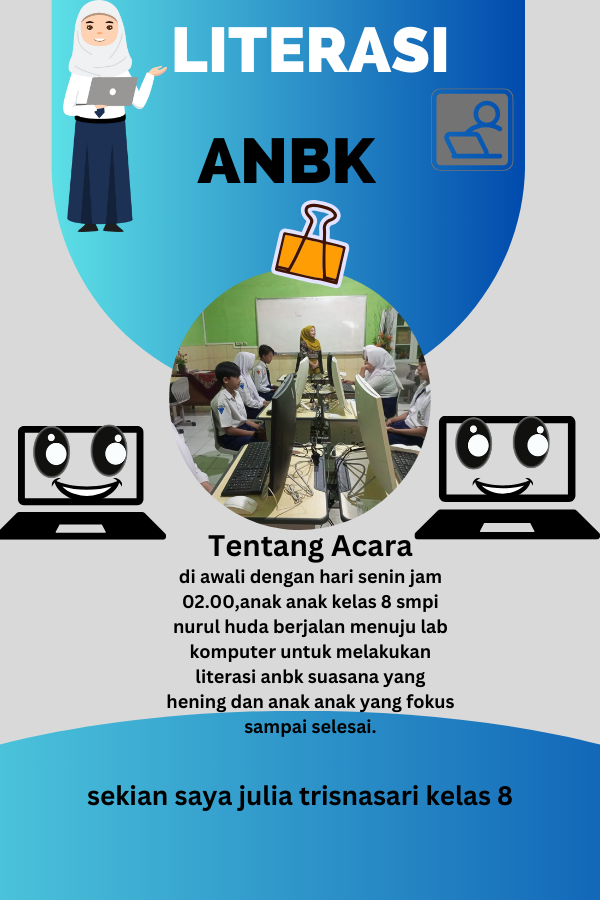 LITERASI
ANBK
Tentang Acara
di awali dengan hari senin jam
02.00,anak anak kelas 8 smpi
nurul huda berjalan menuju lab
komputer untuk melakukan
literasi anbk suasana yang
hening dan anak anak yang fokus
sampai selesai.
sekian saya julia trisnasari kelas 8